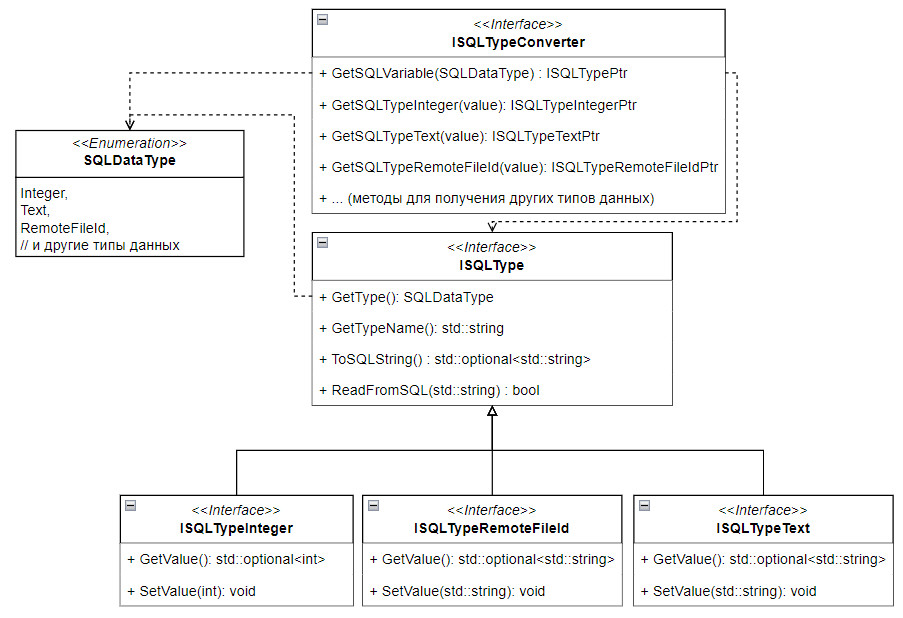 <<Interface>>
ISQLTypeConverter
+ GetSQLVariable(SQLDataType) : ISQLTypePtr
+ GetSQLTypeInteger(value): ISQLTypeIntegerPtr
+ GetSQLTypeText(value): ISQLTypeTextPtr
+ GetSQLTypeRemoteFileId(value): ISQLTypeRemoteFileIdPtr
+ ... (методы для получения других типов данных)
<<Enumeration>>
SQLDataType
Integer,
Text,
RemoteFileId,
// и другие типы данных
<<Interface>>
ISQLType
+ GetType(): SQLDataType
+ GetTypeName(): std::string
+ ToSQLString() : std::optional<std::string>
+ ReadFromSQL(std::string) : bool
<<Interface>>
ISQLTypeInteger
+ GetValue(): std::optional<int>
+ SetValue(int): void
<<Interface>>
ISQLTypeRemoteFileId
+ GetValue(): std::optional<std::string>
+ SetValue(std::string): void
<<Interface>>
ISQLTypeText
+ GetValue(): std::optional<std::string>
+ SetValue(std::string): void